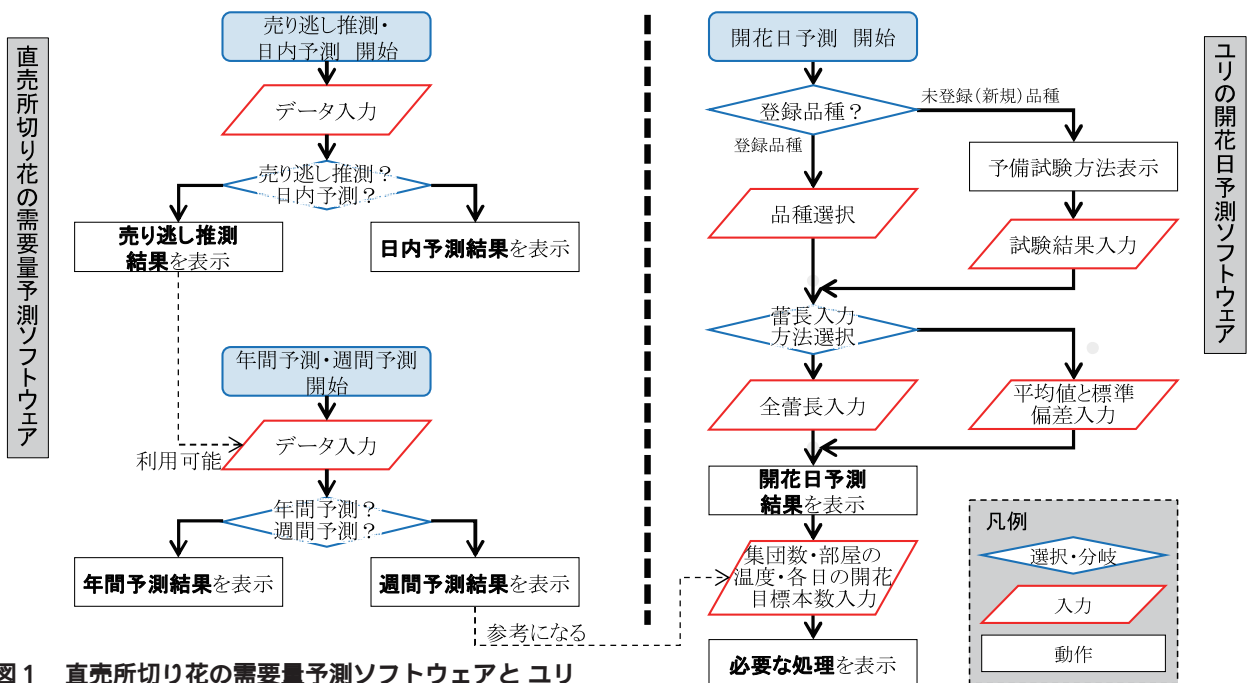 直売所切り花の需要量予測ソフトウェア
売り逃し推測・
日内予測　開始
データ入力
売り逃し推測？
日内予測？
売り逃し推測
結果を表示
日内予測結果を表示
年間予測・週間予測
開始
利用可能
データ入力
年間予測？
週間予測？
年間予測結果を表示
週間予測結果を表示
参考になる
開花日予測　開始
登録品種？
未登録(新規)品種
登録品種
予備試験方法表示
品種選択
試験結果入力
蕾長入力
方法選択
全蕾長入力
平均値と標準
偏差入力
開花日予測
結果を表示
集団数・部屋の
温度・各日の開花
目標本数入力
必要な処理を表示
ユリの開花日予測ソフトウェア
凡例
選択・分岐
入力
動作
図1　直売所切り花の需要量予測ソフトウェアと ユリ